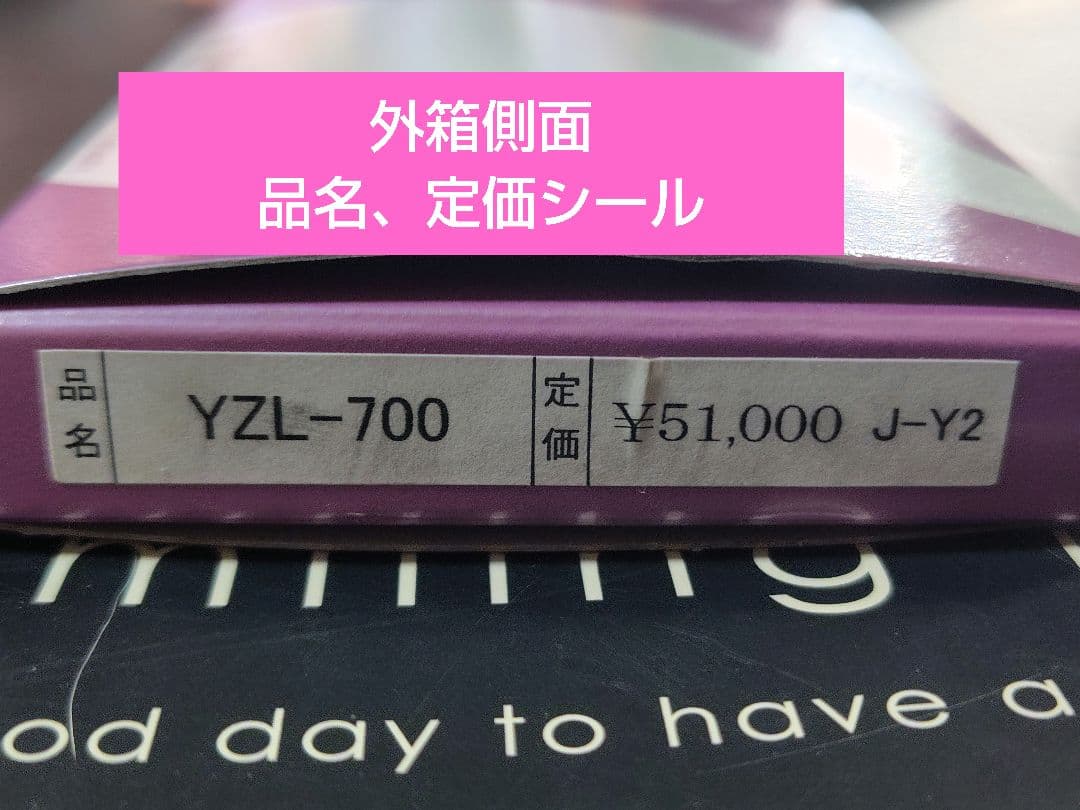 外箱側面
品名、定価シール
品名 YZL-700 定価 ¥51,000 J-Y2
od day to have a